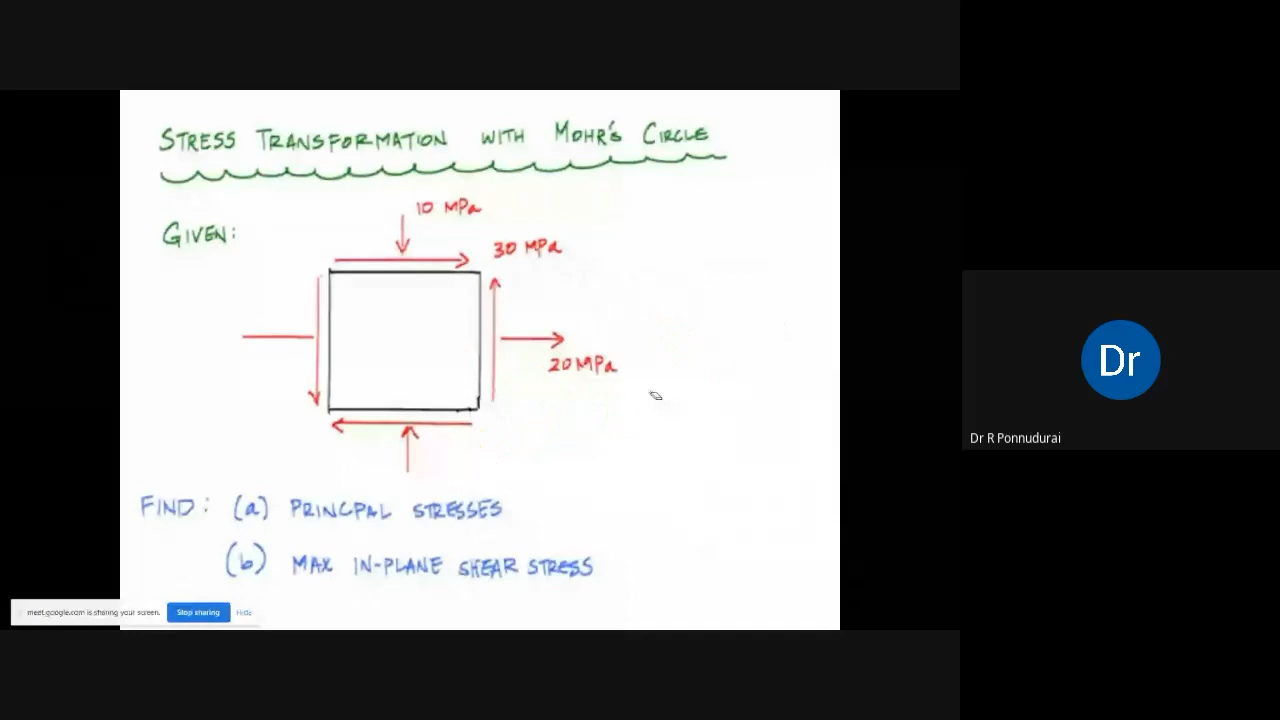 STRESS TRANSFORMATION WITH MOHR'S CIRCLE
GIVEN:
10 MPa
30 MPa
20 MPa
FIND: (a) PRINCPAL STRESSES
(b) MAX IN-PLANE SHEAR STRESS
meet.google.com is sharing your screen.
Stop sharing
Hide
Dr
Dr R Ponnudurai